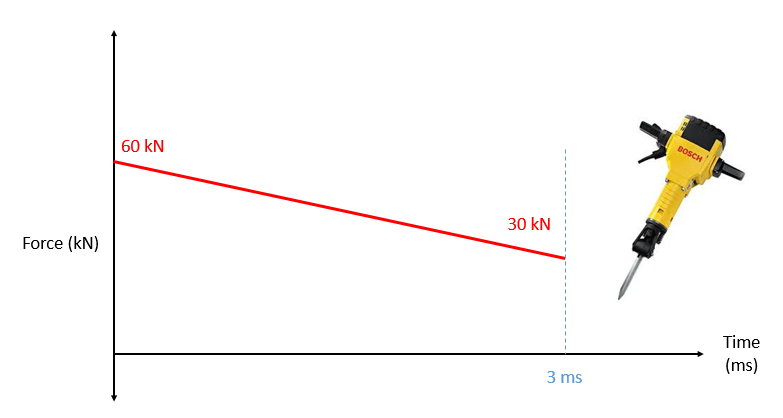 60 kN
BOSCH
30 kN
Force (kN)
Time
(ms)
3 ms